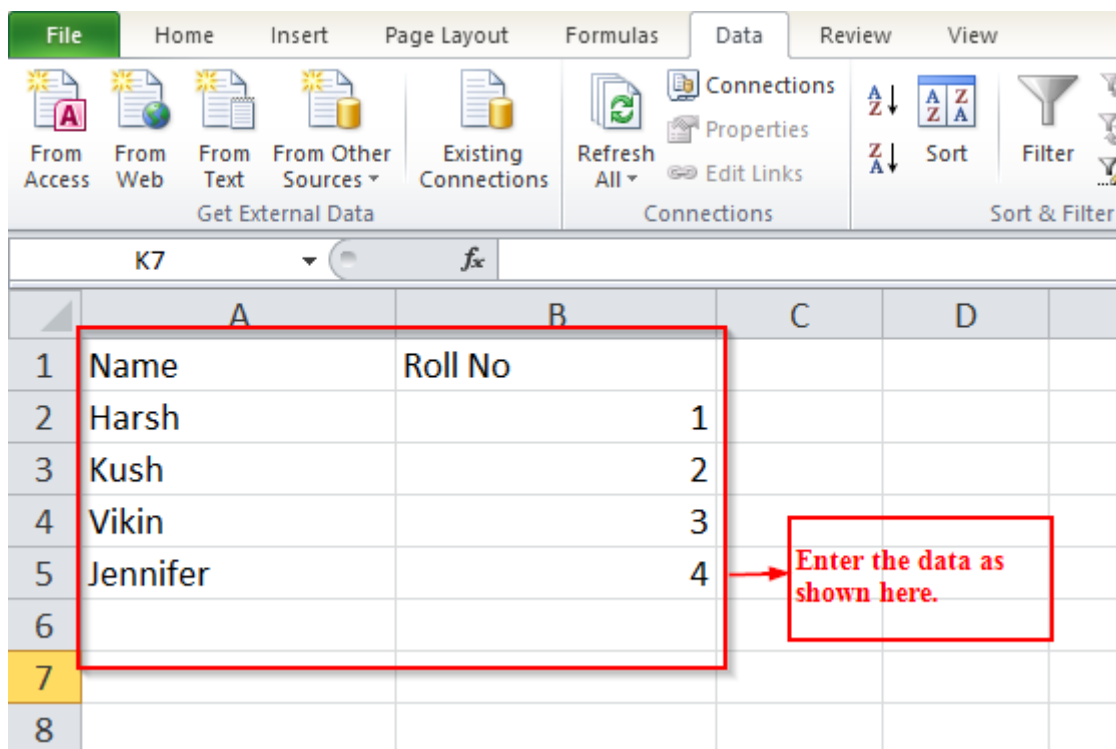 File Home Insert Page Layout Formulas Data Review View
From Access
From Web
From Text
From Other Sources
Existing Connections
Get External Data
Refresh All
Connections
Properties
Edit Links
Connections
A Z
Z A
A Z Z A
Sort
Filter
Sort & Filter
K7 fx
A B C D
1 Name Roll No
2 Harsh 1
3 Kush 2
4 Vikin 3
5 Jennifer 4
Enter the data as
shown here.
6
7
8